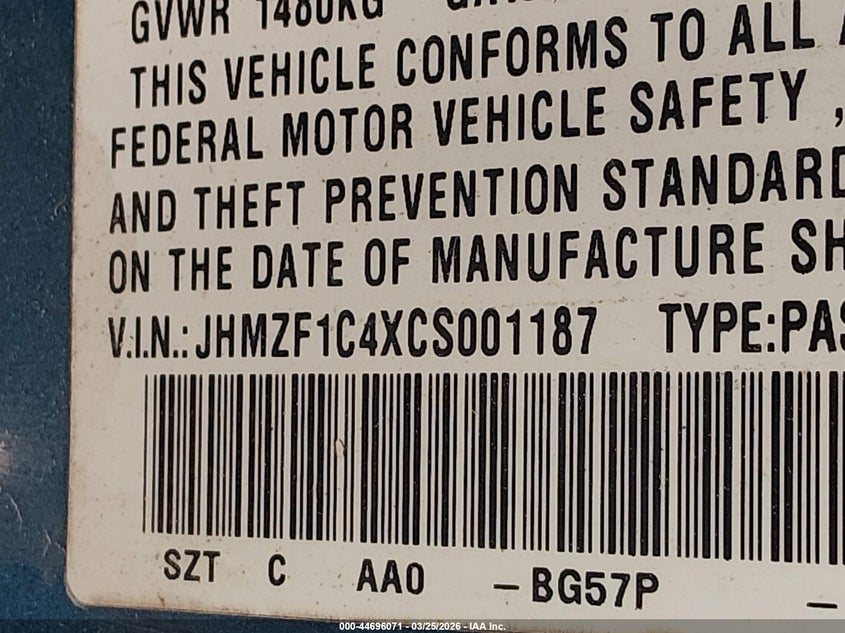 GVWR 1480KG
THIS VEHICLE CONFORMS TO ALL
FEDERAL MOTOR VEHICLE SAFETY ,
AND THEFT PREVENTION STANDARD
ON THE DATE OF MANUFACTURE SH
V.I.N.: JHMZF1C4XCS001187 TYPE:PAS
SZT C AA0 – BG57P –
000-44696071 - 03/25/2026 - IAA Inc.